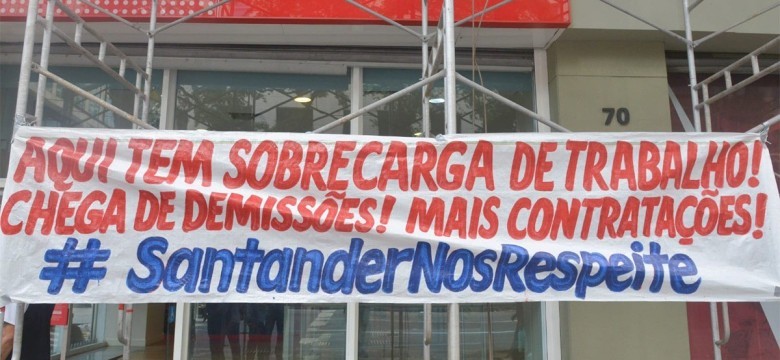 70
AQUI TEM SOBRECARGA DE TRABALHO!
CHEGA DE DEMISSÕES! MAIS CONTRATAÇÕES!
# SantanderNosRespeite